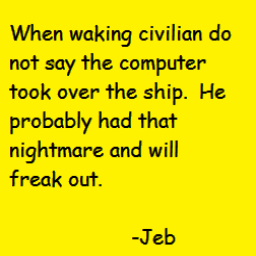 When waking civilian do
not say the computer
took over the ship.  He
probably had that
nightmare and will
freak out.
-Jeb